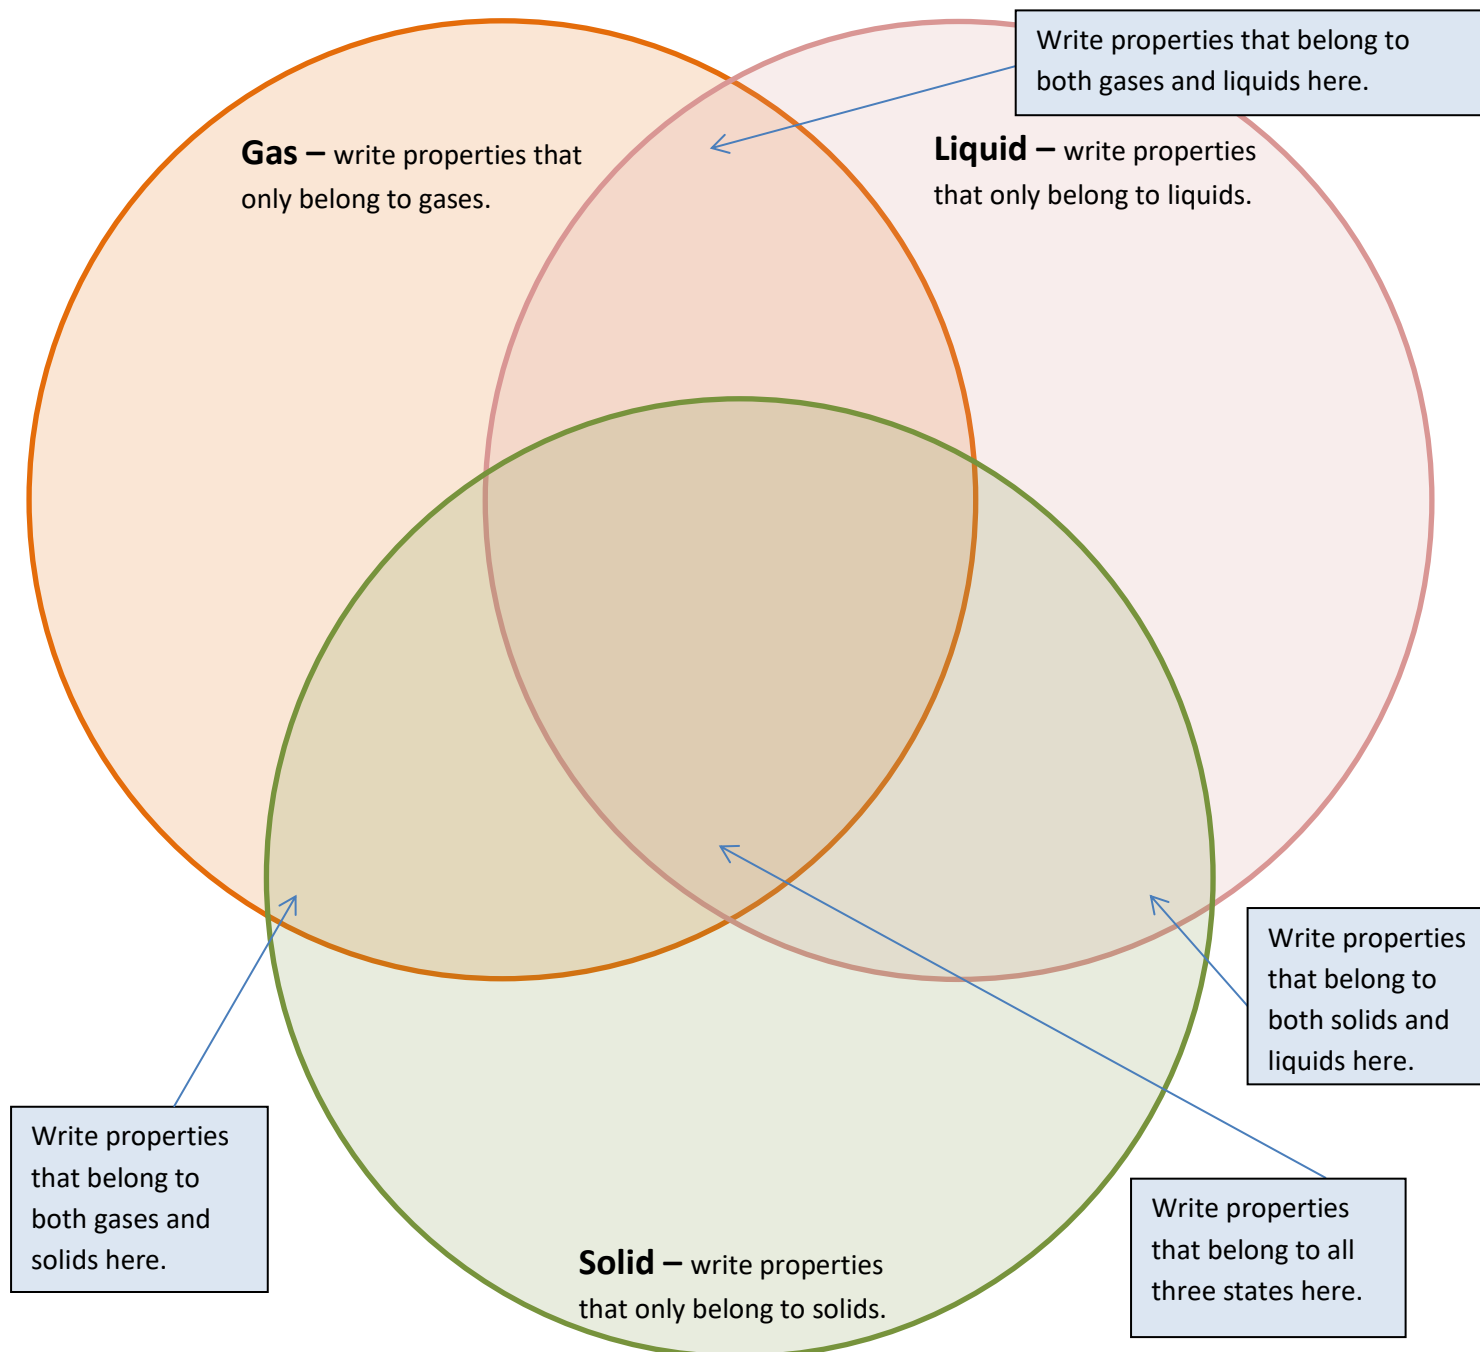 Write properties that belong to
both gases and liquids here.
Gas – write properties that
only belong to gases.
Liquid – write properties
that only belong to liquids.
Write properties
that belong to
both solids and
liquids here.
Write properties
that belong to
both gases and
solids here.
Write properties
that belong to all
three states here.
Solid – write properties
that only belong to solids.